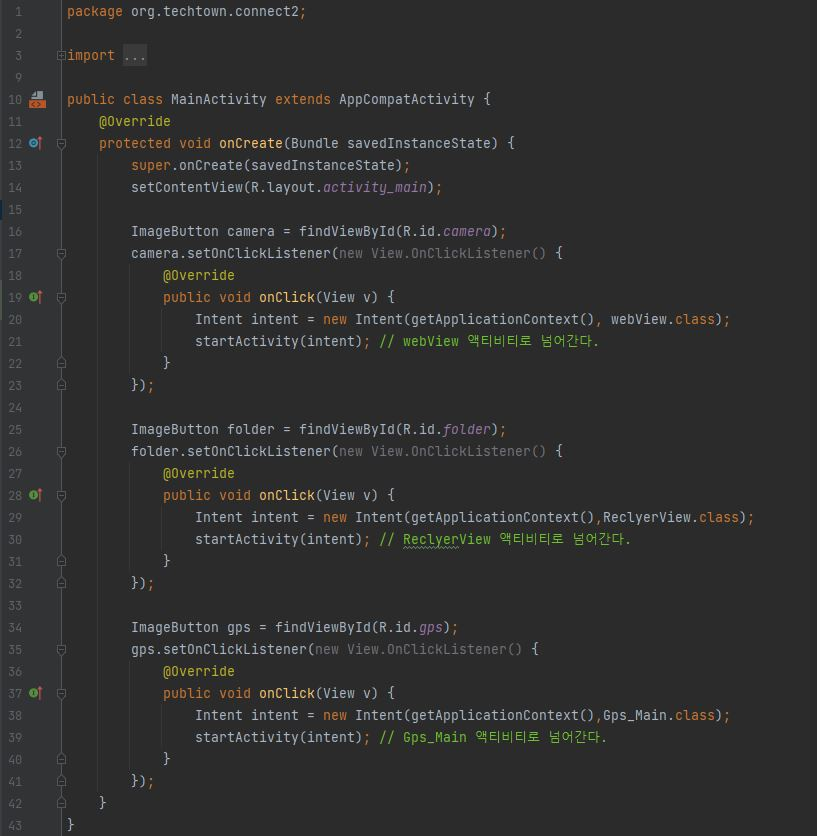 1 package org.techtown.connect2;
2
3 import ...
9
10 public class MainActivity extends AppCompatActivity {
11 @Override
12 protected void onCreate(Bundle savedInstanceState) {
13 super.onCreate(savedInstanceState);
14 setContentView(R.layout.activity_main);
15
16 ImageButton camera = findViewById(R.id.camera);
17 camera.setOnClickListener(new View.OnClickListener() {
18 @Override
19 public void onClick(View v) {
20 Intent intent = new Intent(getApplicationContext(), webView.class);
21 startActivity(intent); // webView 액티비티로 넘어간다.
22 }
23 });
24
25 ImageButton folder = findViewById(R.id.folder);
26 folder.setOnClickListener(new View.OnClickListener() {
27 @Override
28 public void onClick(View v) {
29 Intent intent = new Intent(getApplicationContext(),ReclyerView.class);
30 startActivity(intent); // ReclyerView 액티비티로 넘어간다.
31 }
32 });
33
34 ImageButton gps = findViewById(R.id.gps);
35 gps.setOnClickListener(new View.OnClickListener() {
36 @Override
37 public void onClick(View v) {
38 Intent intent = new Intent(getApplicationContext(),Gps_Main.class);
39 startActivity(intent); // Gps_Main 액티비티로 넘어간다.
40 }
41 });
42 }
43 }